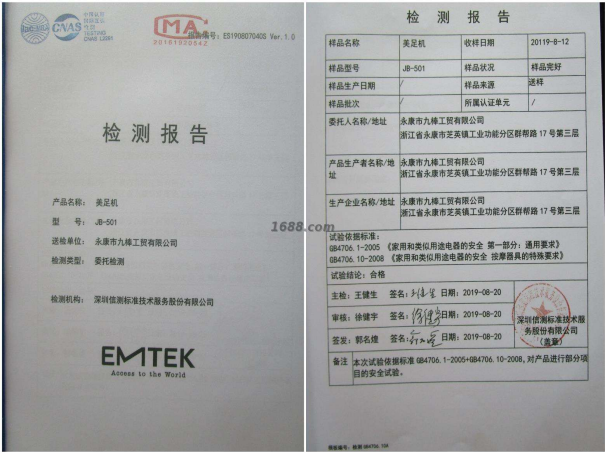 CNAS
TESTING
CNAS L2291
MA
报告编号: ES1908070405 Ver.1.0
检测报告
产品名称: 美足机
型 号: JB-501
送检单位: 永康市九棒工贸有限公司
检测类型: 委托检测
检测机构: 深圳信测标准技术服务股份有限公司
EMTEK
Access to the World
1688.com
检测报告
样品名称 美足机 收样日期 20119-8-12
样品型号 JB-501 样品状况 样品完好
样品生产日期 / 样品来源 送样
样品批次 / 所属认证单元 /
委托人名称/地址 永康市九棒工贸有限公司
浙江省永康市芝英镇工业功能分区群帮路 17 号第三层
产品生产者名称/地址 永康市九棒工贸有限公司
浙江省永康市芝英镇工业功能分区群帮路 17 号第三层
生产企业名称/地址 永康市九棒工贸有限公司
浙江省永康市芝英镇工业功能分区群帮路 17 号第三层
试验依据标准:
GB4706.1-2005 《家用和类似用途电器的安全 第一部分: 通用要求》
GB4706.10-2008 《家用和类似用途电器的安全 按摩器具的特殊要求》
试验结论: 合格
主检: 王健生 签名: 日期: 2019-08-20
审核: 徐健宇 签名: 日期: 2019-08-20
签发: 郭名煌 签名: 日期: 2019-08-20
深圳信测标准技术服务股份有限公司
(盖章)
备注 本次试验依据标准 GB4706.1-2005+GB4706.10-2008,对产品进行部分项目的安全试验。